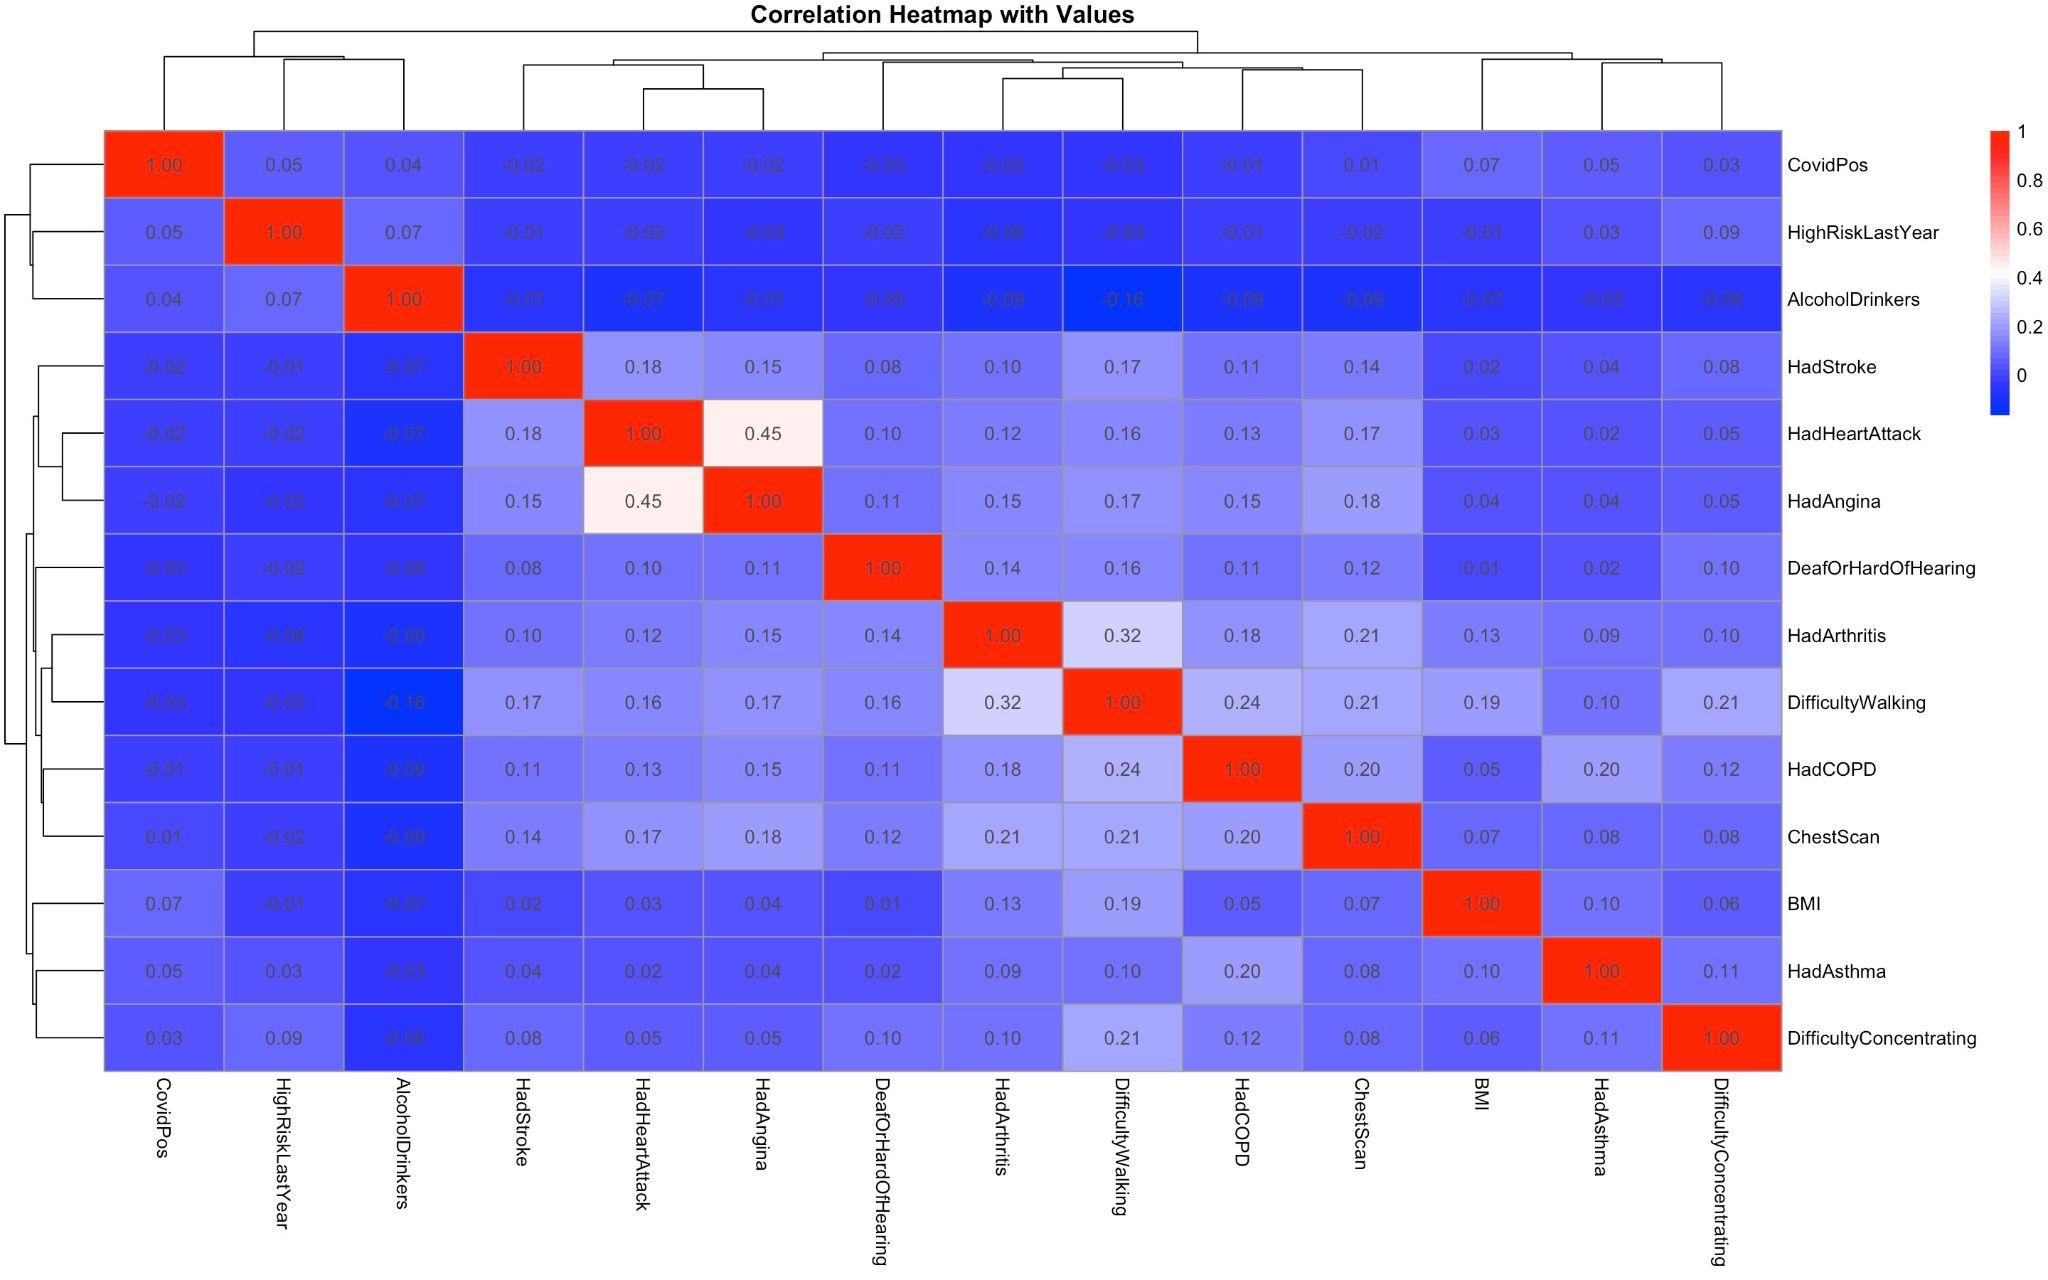 Correlation Heatmap with Values
1.00 0.05 0.04 -0.02 -0.02 -0.02 -0.03 -0.03 -0.03 -0.01 0.01 0.07 0.05 0.03 CovidPos
0.05 1.00 0.07 -0.01 -0.02 -0.03 -0.02 -0.06 -0.03 -0.01 -0.02 -0.01 0.03 0.09 HighRiskLastYear
0.04 0.07 1.00 -0.07 -0.07 -0.07 -0.05 -0.09 -0.16 -0.09 -0.09 -0.07 -0.03 -0.06 AlcoholDrinkers
-0.02 -0.01 -0.07 1.00 0.18 0.15 0.08 0.10 0.17 0.11 0.14 0.02 0.04 0.08 HadStroke
-0.02 -0.02 -0.07 0.18 1.00 0.45 0.10 0.12 0.16 0.13 0.17 0.03 0.02 0.05 HadHeartAttack
-0.02 -0.03 -0.07 0.15 0.45 1.00 0.11 0.15 0.17 0.15 0.18 0.04 0.04 0.05 HadAngina
-0.03 -0.02 -0.05 0.08 0.10 0.11 1.00 0.14 0.16 0.11 0.12 0.01 0.02 0.10 DeafOrHardOfHearing
-0.03 -0.06 -0.09 0.10 0.12 0.15 0.14 1.00 0.32 0.18 0.21 0.13 0.09 0.10 HadArthritis
-0.03 -0.03 -0.16 0.17 0.16 0.17 0.16 0.32 1.00 0.24 0.21 0.19 0.10 0.21 DifficultyWalking
-0.01 -0.01 -0.09 0.11 0.13 0.15 0.11 0.18 0.24 1.00 0.20 0.05 0.20 0.12 HadCOPD
0.01 -0.02 -0.09 0.14 0.17 0.18 0.12 0.21 0.21 0.20 1.00 0.07 0.08 0.08 ChestScan
0.07 -0.01 -0.07 0.02 0.03 0.04 0.01 0.13 0.19 0.05 0.07 1.00 0.10 0.06 BMI
0.05 0.03 -0.03 0.04 0.02 0.04 0.02 0.09 0.10 0.20 0.08 0.10 1.00 0.11 HadAsthma
0.03 0.09 -0.06 0.08 0.05 0.05 0.10 0.10 0.21 0.12 0.08 0.06 0.11 1.00 DifficultyConcentrating
CovidPos
HighRiskLastYear
AlcoholDrinkers
HadStroke
HadHeartAttack
HadAngina
DeafOrHardOfHearing
HadArthritis
DifficultyWalking
HadCOPD
ChestScan
BMI
HadAsthma
DifficultyConcentrating
1
0.8
0.6
0.4
0.2
0